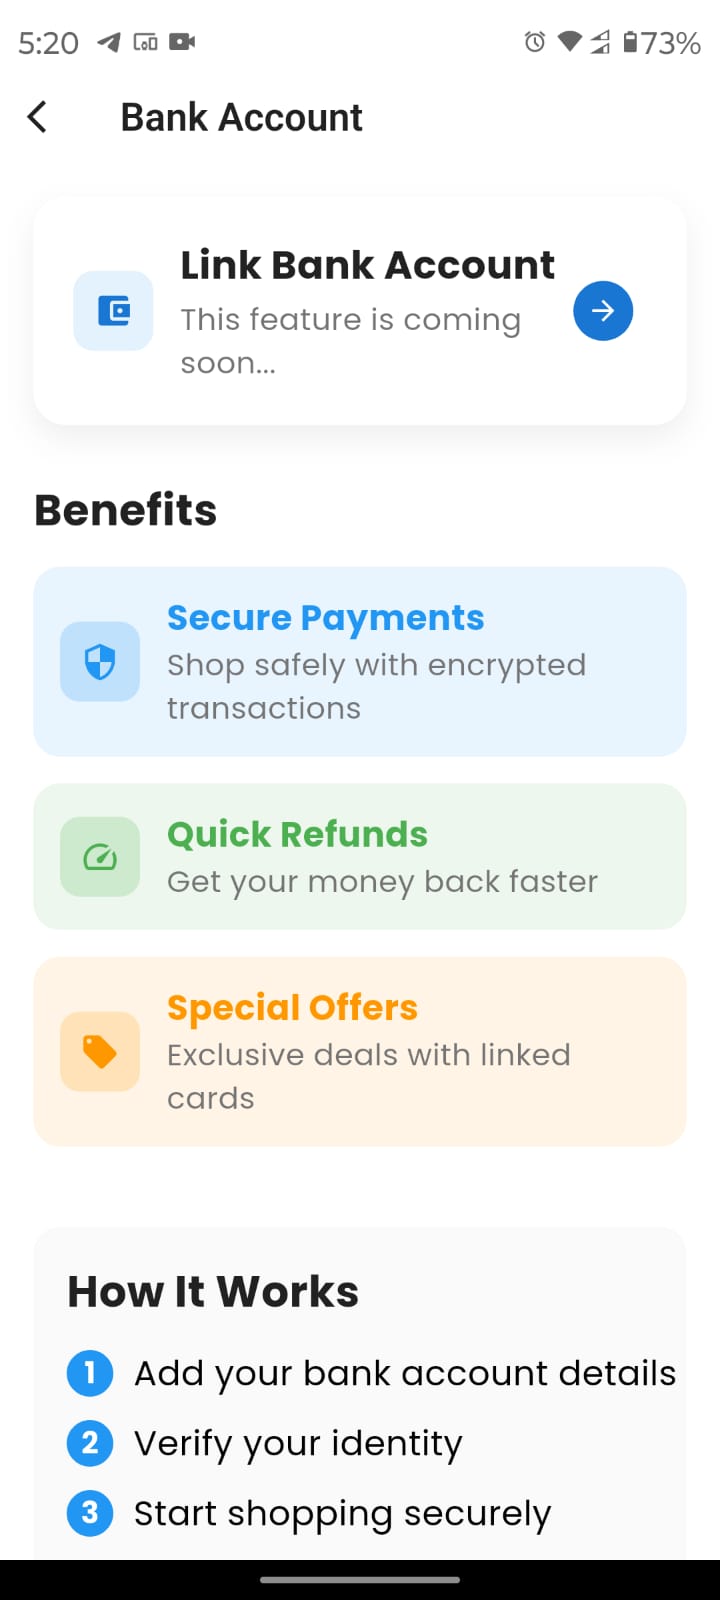 5:20 73%
Bank Account
Link Bank Account
This feature is coming
soon...
Benefits
Secure Payments
Shop safely with encrypted
transactions
Quick Refunds
Get your money back faster
Special Offers
Exclusive deals with linked
cards
How It Works
1 Add your bank account details
2 Verify your identity
3 Start shopping securely